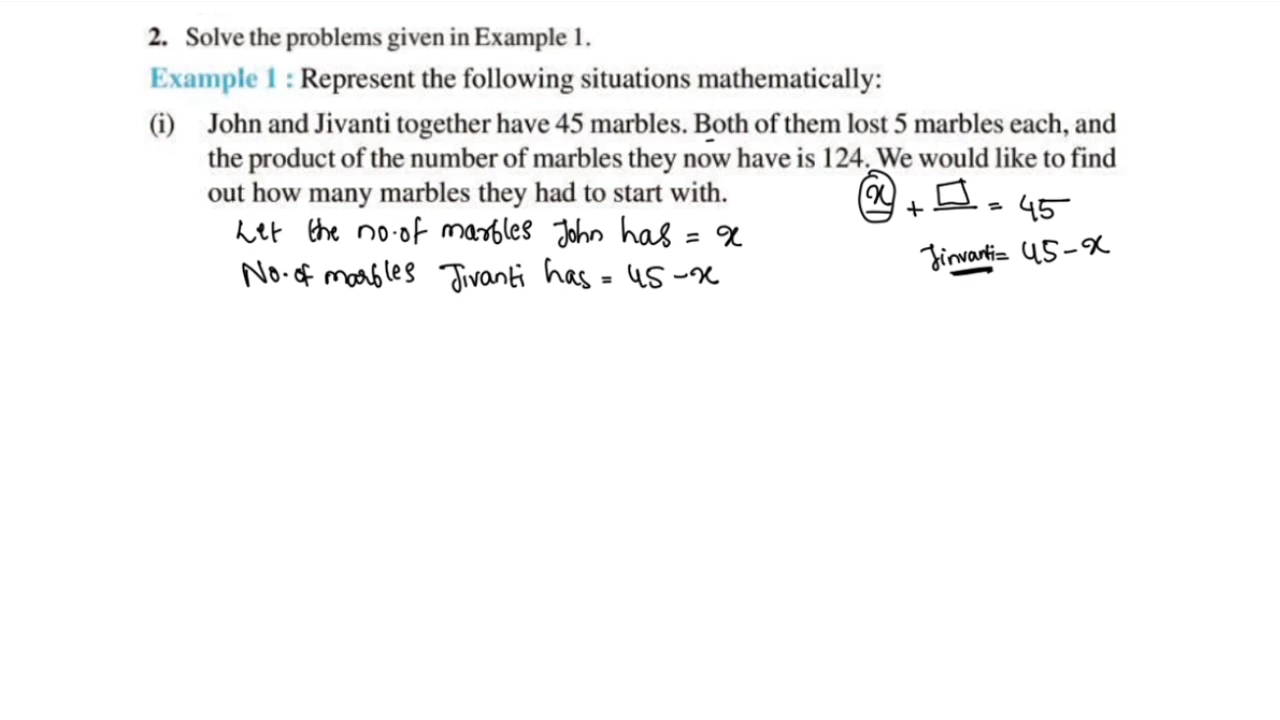 2. Solve the problems given in Example 1.
Example 1 : Represent the following situations mathematically:
(i) John and Jivanti together have 45 marbles. Both of them lost 5 marbles each, and
the product of the number of marbles they now have is 124. We would like to find
out how many marbles they had to start with.
x + □ = 45
Let the no. of marbles John has = x
Jinvanti = 45 - x
No. of marbles Jivanti has = 45 - x